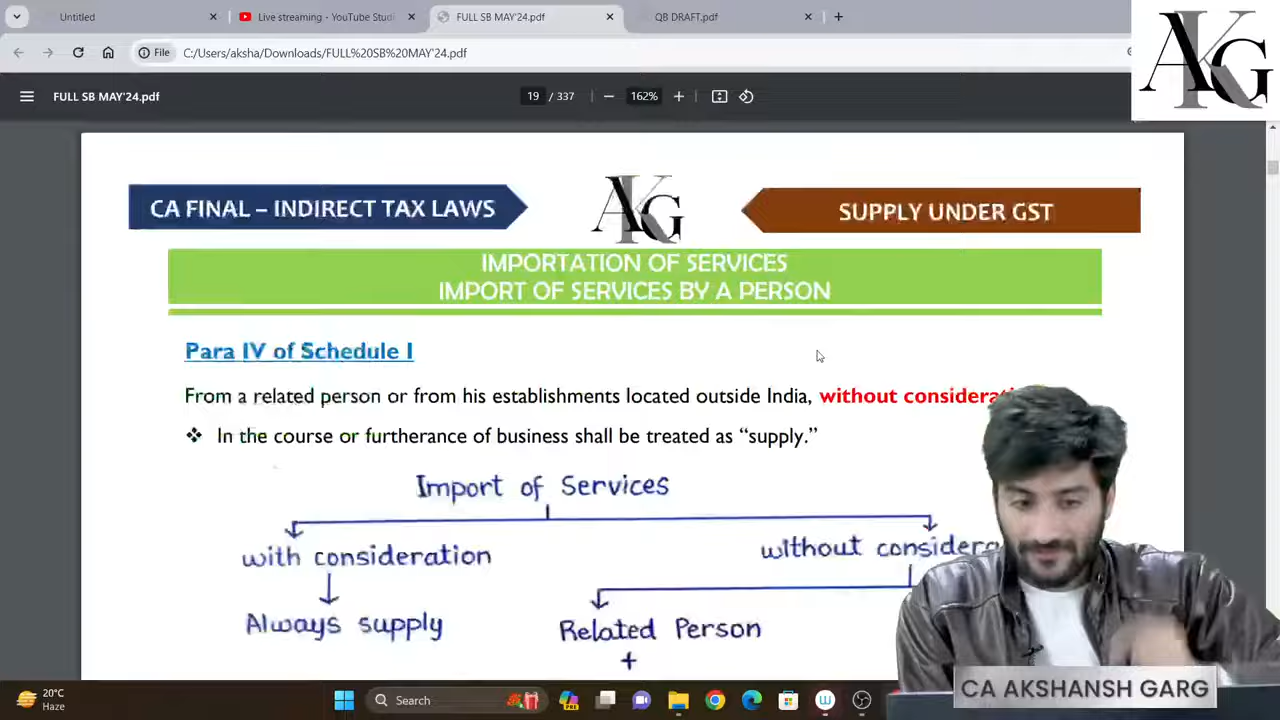 Untitled
Live streaming - YouTube Studi
FULL SB MAY'24.pdf
QB DRAFT.pdf
File
C:/Users/aksha/Downloads/FULL%20SB%20MAY'24.pdf
FULL SB MAY'24.pdf
19 / 337
162%
AKG
CA FINAL – INDIRECT TAX LAWS
AKG
SUPPLY UNDER GST
IMPORTATION OF SERVICES
IMPORT OF SERVICES BY A PERSON
Para IV of Schedule I
From a related person or from his establishments located outside India, without considerati
❖ In the course or furtherance of business shall be treated as “supply.”
Import of Services
with consideration
without considera
Always supply
Related Person
+
CA AKSHANSH GARG
20°C
Haze
Search